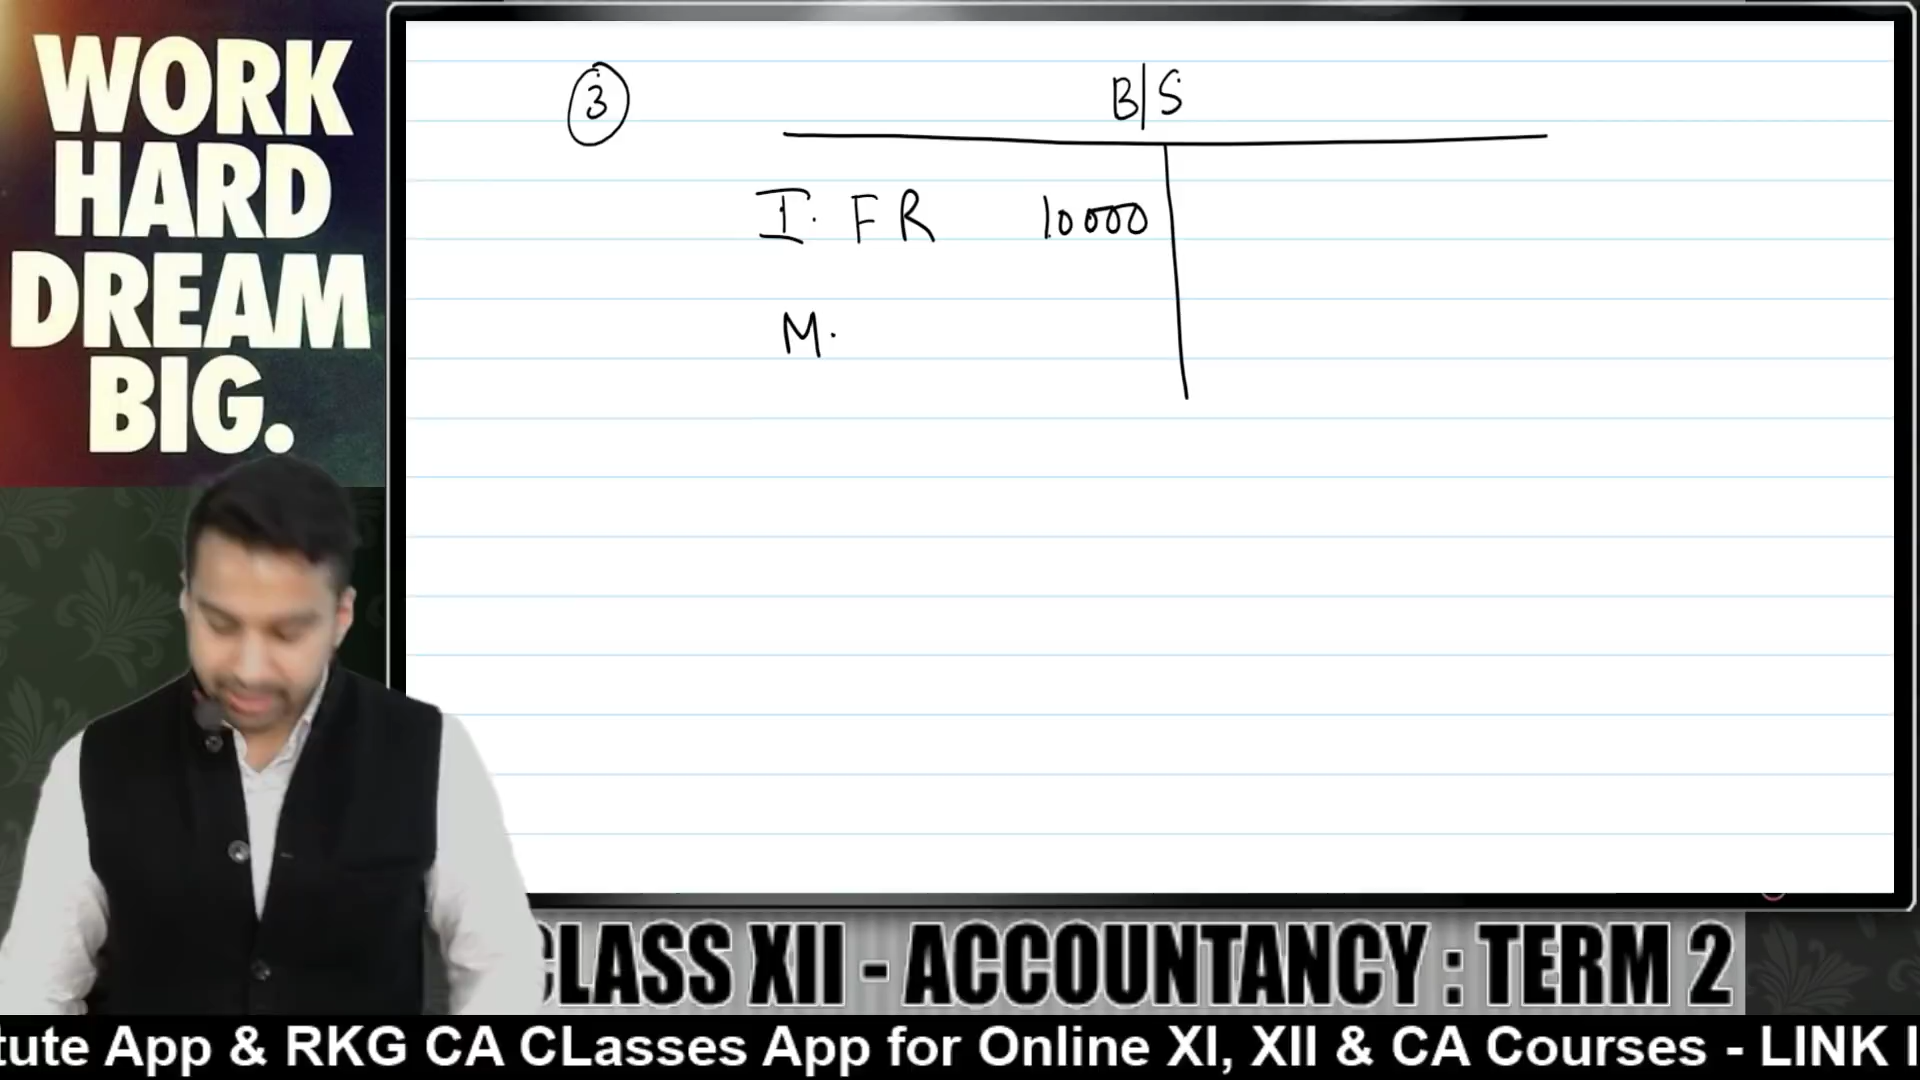 WORK
HARD
DREAM
BIG.
3
B/S
I. F R 10000
M.
CLASS XII - ACCOUNTANCY : TERM 2
tute App & RKG CA CLasses App for Online XI, XII & CA Courses - LINK I